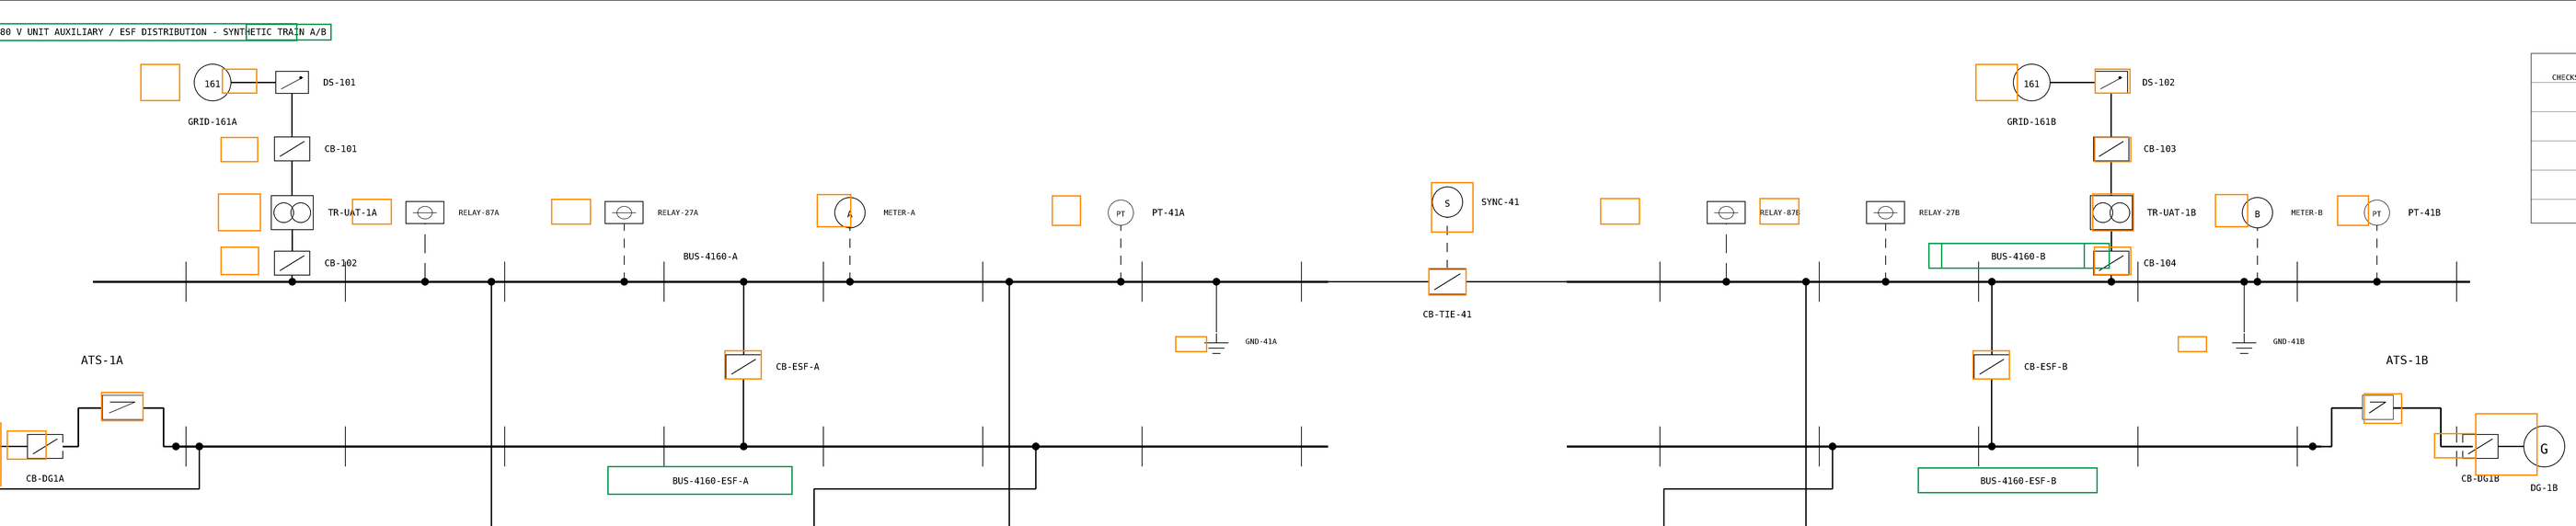 80 V UNIT AUXILIARY / ESF DISTRIBUTION - SYNTHETIC TRAIN A/B
161
DS-101
161
DS-102
CHECKS
GRID-161A
GRID-161B
CB-101
CB-103
SYNC-41
S
TR-UAT-1A
RELAY-87A
RELAY-27A
A
METER-A
PT
PT-41A
RELAY-87B
RELAY-27B
TR-UAT-1B
B
METER-B
PT
PT-41B
BUS-4160-A
BUS-4160-B
CB-102
CB-104
CB-TIE-41
GND-41A
GND-41B
ATS-1A
ATS-1B
CB-ESF-A
CB-ESF-B
G
CB-DG1A
BUS-4160-ESF-A
BUS-4160-ESF-B
CB-DG1B
DG-1B